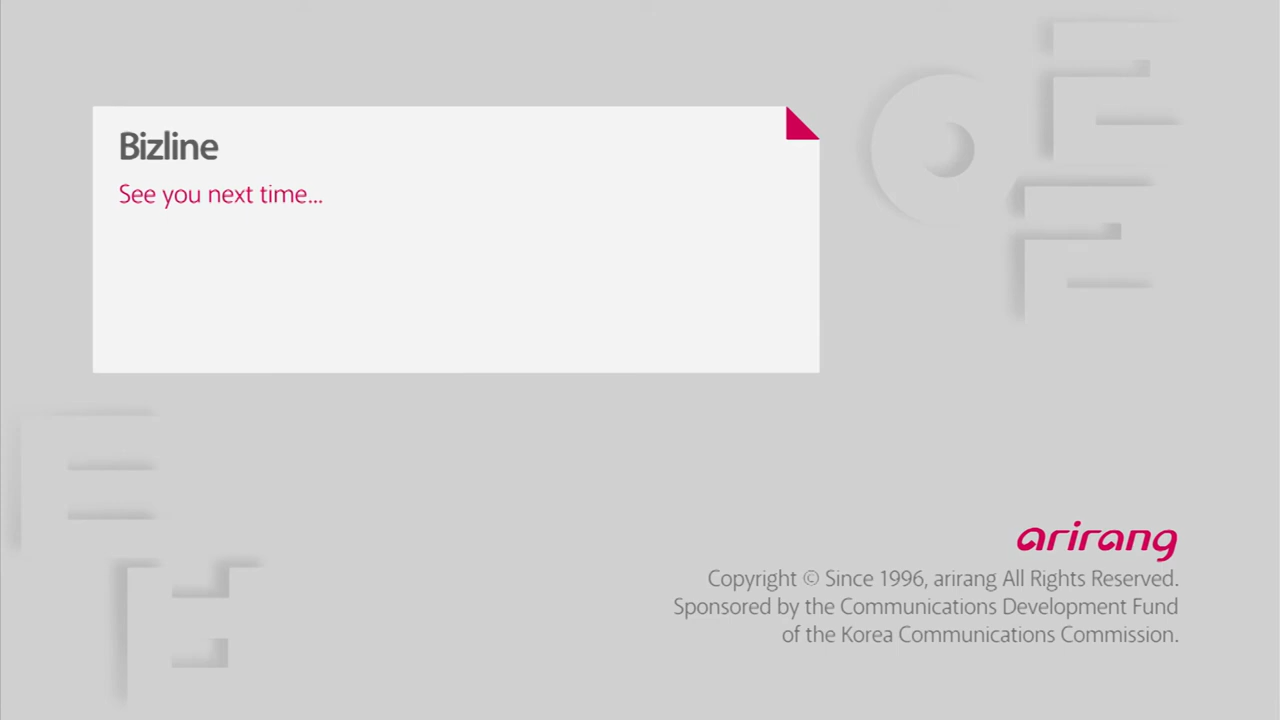 Bizline
See you next time...
arirang
Copyright © Since 1996, arirang All Rights Reserved.
Sponsored by the Communications Development Fund
of the Korea Communications Commission.